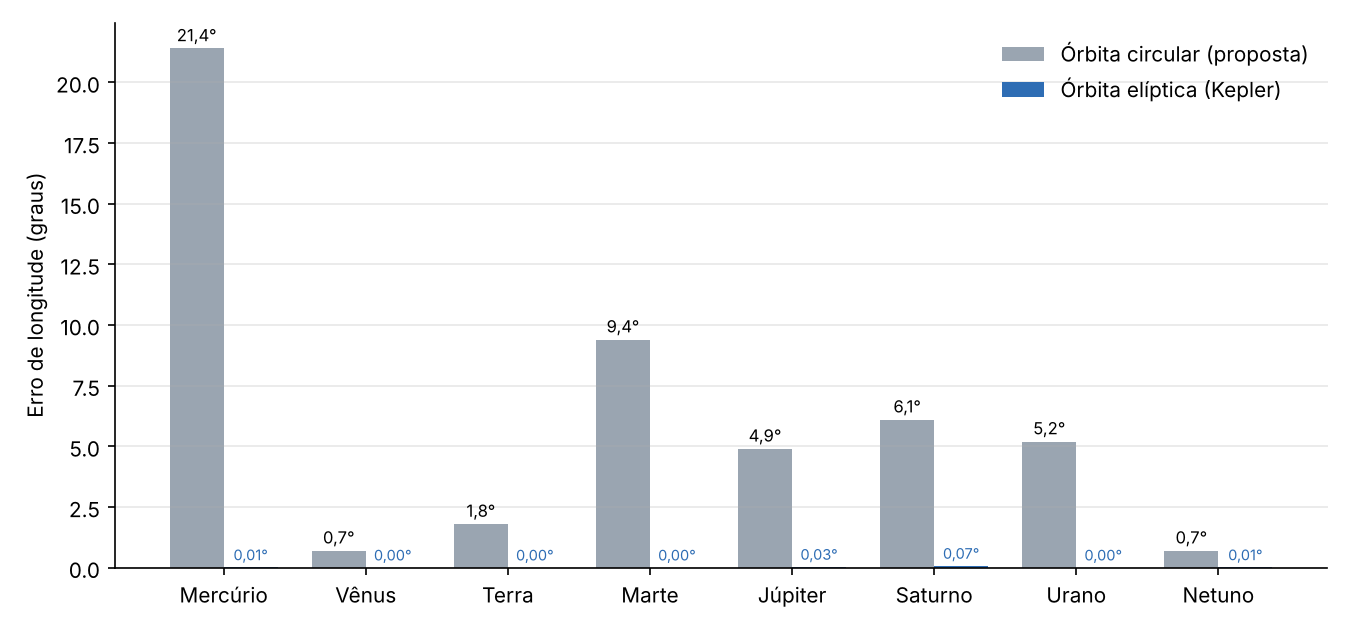 21,4°
Órbita circular (proposta)
Órbita elíptica (Kepler)
20.0
17.5
15.0
12.5
10.0
7.5
5.0
2.5
0.0
Erro de longitude (graus)
0,01°
0,7°
0,00°
1,8°
0,00°
9,4°
0,00°
4,9°
0,03°
6,1°
0,07°
5,2°
0,00°
0,7°
0,01°
Mercúrio
Vênus
Terra
Marte
Júpiter
Saturno
Urano
Netuno